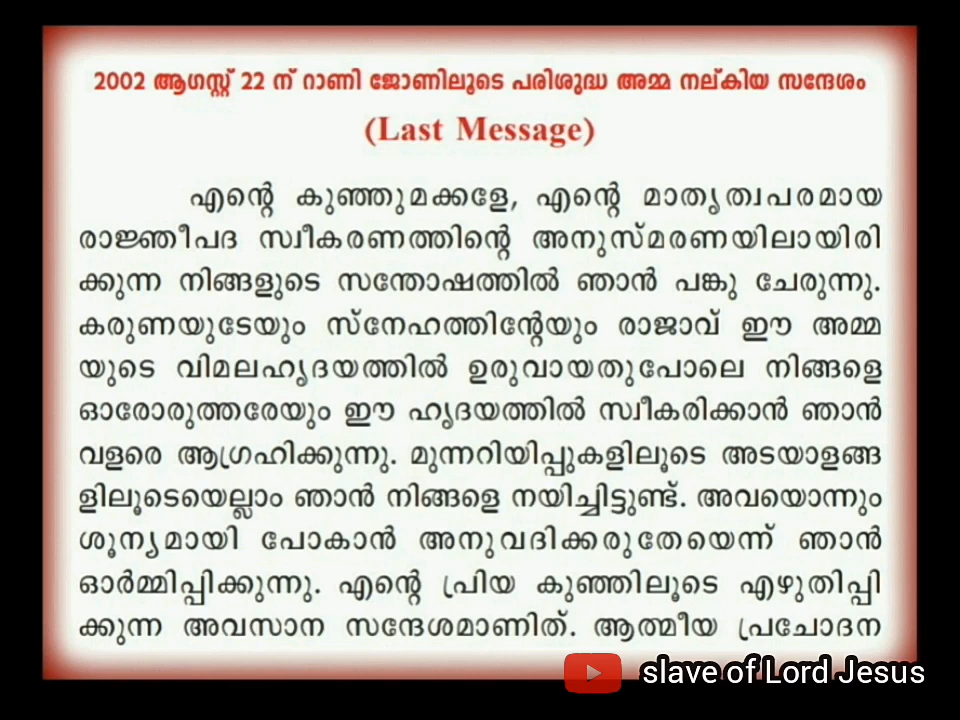 2002 ആഗസ്റ്റ് 22 ന് റാണി ജോണിലൂടെ പരിശുദ്ധ അമ്മ നല്കിയ സന്ദേശം
(Last Message)
എന്റെ കുഞ്ഞുമക്കളേ, എന്റെ മാതൃത്വപരമായ
രാജ്ഞീപദ സ്വീകരണത്തിന്റെ അനുസ്മരണയിലായിരി
ക്കുന്ന നിങ്ങളുടെ സന്തോഷത്തിൽ ഞാൻ പങ്കു ചേരുന്നു.
കരുണയുടേയും സ്നേഹത്തിന്റേയും രാജാവ് ഈ അമ്മ
യുടെ വിമലഹൃദയത്തിൽ ഉരുവായതുപോലെ നിങ്ങളെ
ഓരോരുത്തരേയും ഈ ഹൃദയത്തിൽ സ്വീകരിക്കാൻ ഞാൻ
വളരെ ആഗ്രഹിക്കുന്നു. മുന്നറിയിപ്പുകളിലൂടെ അടയാളങ്ങ
ളിലൂടെയെല്ലാം ഞാൻ നിങ്ങളെ നയിച്ചിട്ടുണ്ട്. അവയൊന്നും
ശൂന്യമായി പോകാൻ അനുവദിക്കരുതേയെന്ന് ഞാൻ
ഓർമ്മിപ്പിക്കുന്നു. എന്റെ പ്രിയ കുഞ്ഞിലൂടെ എഴുതിപ്പി
ക്കുന്ന അവസാന സന്ദേശമാണിത്. ആത്മീയ പ്രചോദന
slave of Lord Jesus